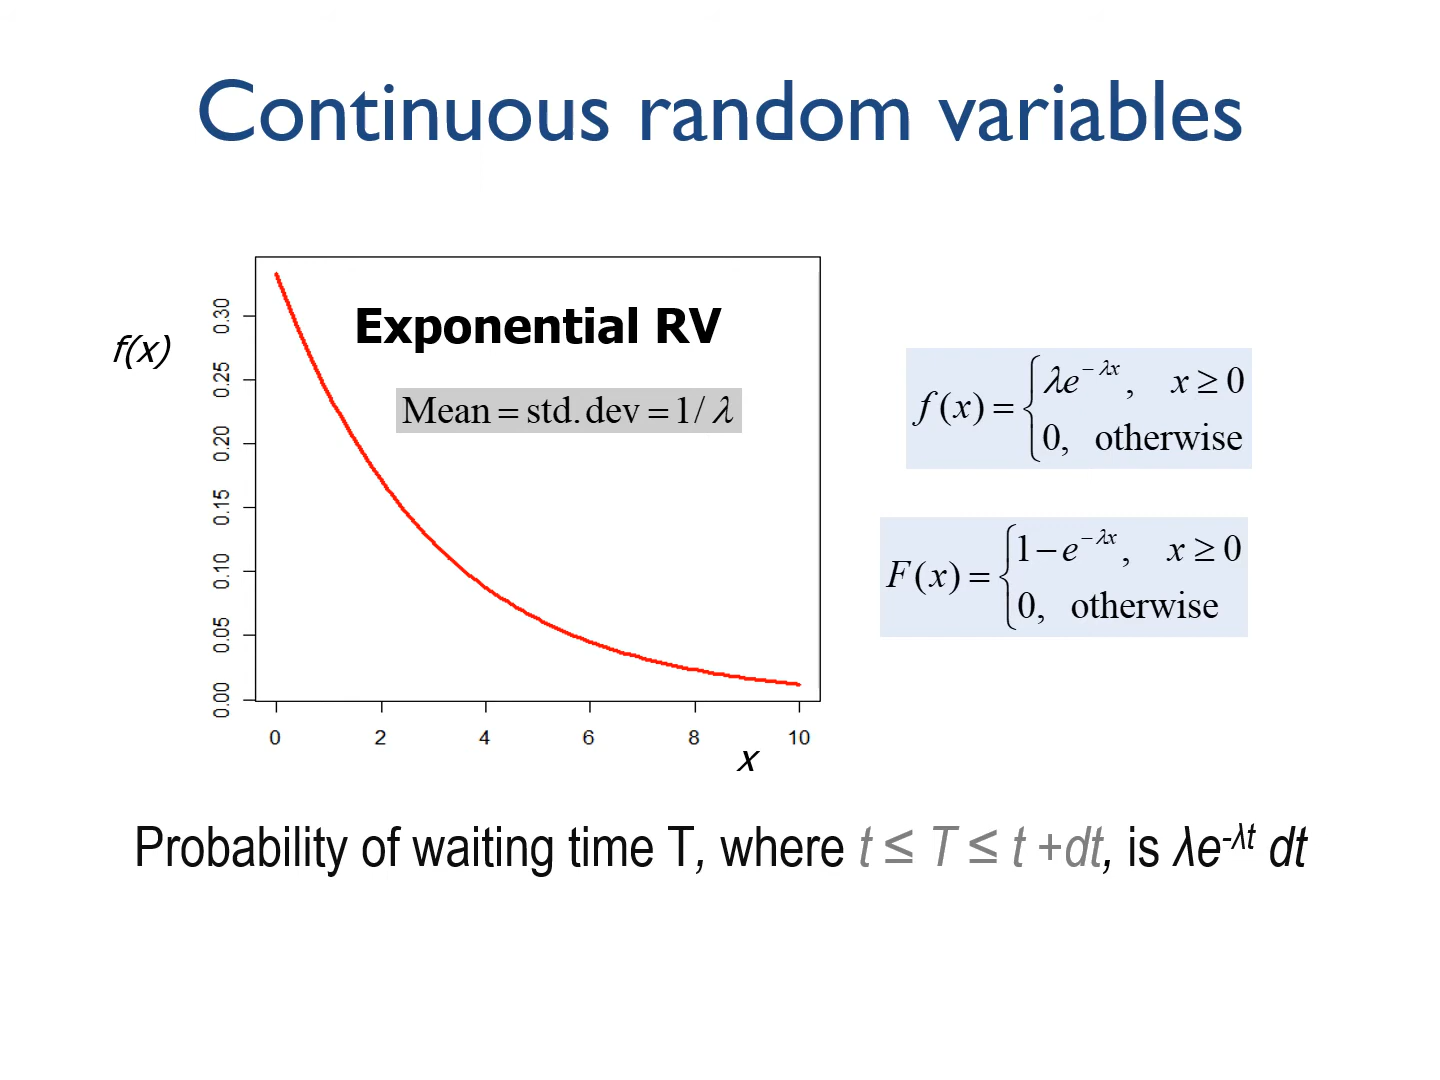 Continuous random variables
Exponential RV
Mean = std. dev = 1/ λ
f(x)
0.30
0.25
0.20
0.15
0.10
0.05
0.00
0 2 4 6 8 10
x
f(x) = { λe^{−λx}, x ≥ 0
0, otherwise
F(x) = { 1 − e^{−λx}, x ≥ 0
0, otherwise
Probability of waiting time T, where t ≤ T ≤ t +dt, is λe^{-λt} dt